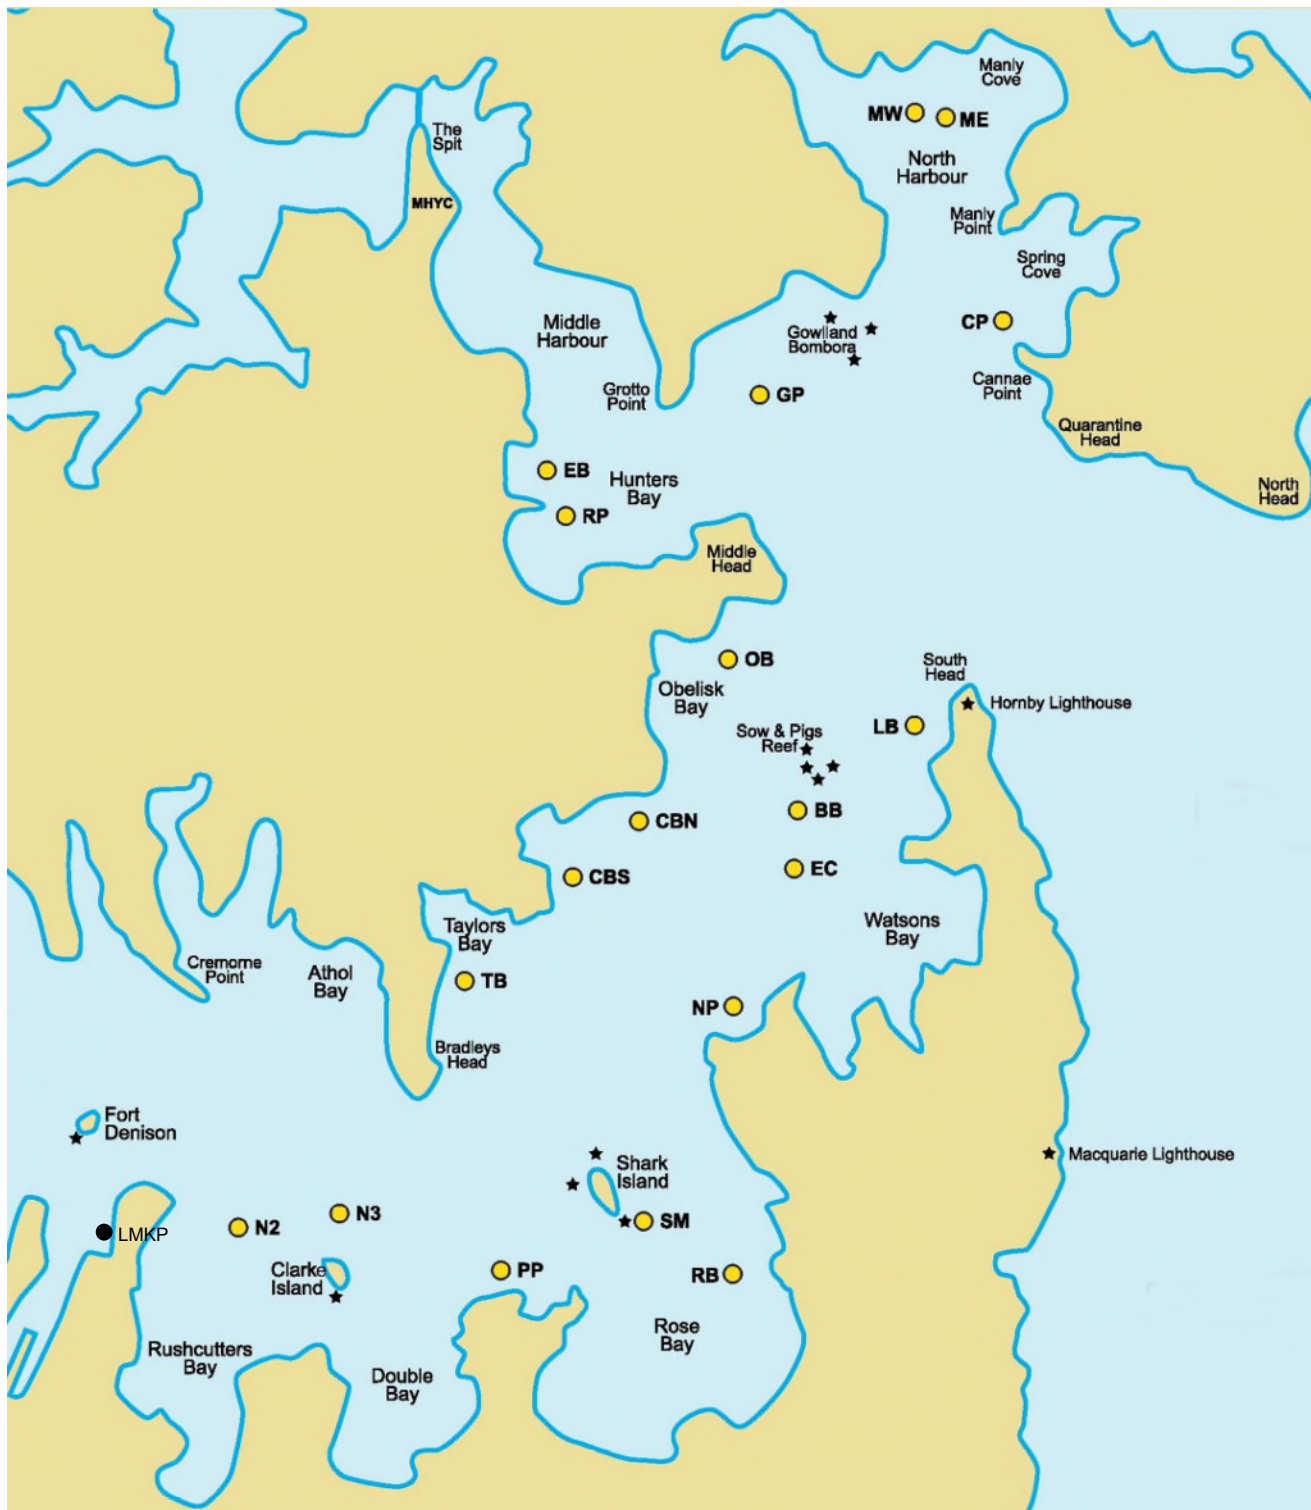 Manly
Cove
MW
ME
The
Spit
North
Harbour
MHYC
Manly
Point
Spring
Cove
CP
Middle
Harbour
Gowlland
Bombora
Cannae
Point
Grotto
Point
GP
Quarantine
Head
EB
Hunters
Bay
North
Head
RP
Middle
Head
OB
South
Head
Obelisk
Bay
Hornby Lighthouse
LB
Sow & Pigs
Reef
BB
CBN
EC
CBS
Taylors
Bay
Watsons
Bay
Cremorne
Point
Athol
Bay
TB
NP
Bradleys
Head
Fort
Denison
Shark
Island
Macquarie Lighthouse
N3
N2
SM
LMKP
Clarke
Island
PP
RB
Rose
Bay
Rushcutters
Bay
Double
Bay